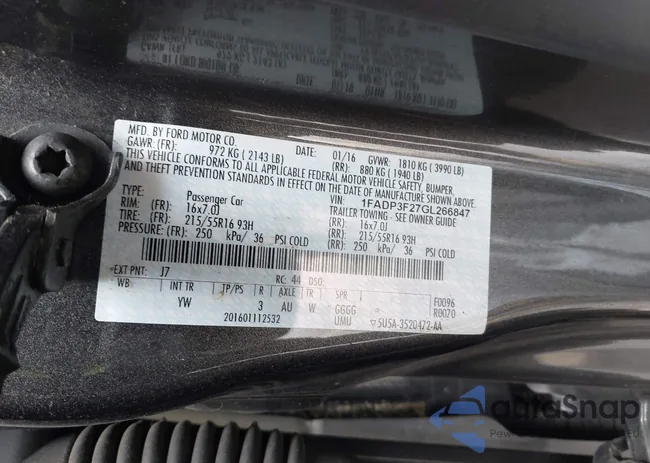 MFD. BY FORD MOTOR CO.
DATE: 01/16 GVWR: 1810 KG ( 3990 LB)
GAWR: (FR): 972 KG ( 2143 LB) (RR): 880 KG ( 1940 LB)
THIS VEHICLE CONFORMS TO ALL APPLICABLE FEDERAL MOTOR VEHICLE SAFETY, BUMPER,
AND THEFT PREVENTION STANDARDS IN EFFECT ON THE DATE OF MANUFACTURE SHOWN ABOVE.
VIN: 1FADP3F27GL266847
TYPE: Passenger Car TRAILER TOWING - SEE OWNER GUIDE
RIM: (FR): 16x7.0J (RR): 16x7.0J
TIRE: (FR): 215/55R16 93H (RR): 215/55R16 93H
PRESSURE: (FR): 250 kPa/ 36 PSI COLD (RR): 250 kPa/ 36 PSI COLD
EXT PNT: J7 RC: 44 DSO:
WB INT TR TP/PS R AXLE TR SPR F0096
YW 3 AU W GGGG R0070
201601112532 UMU 5U5A-3520472-AA
autoSnap